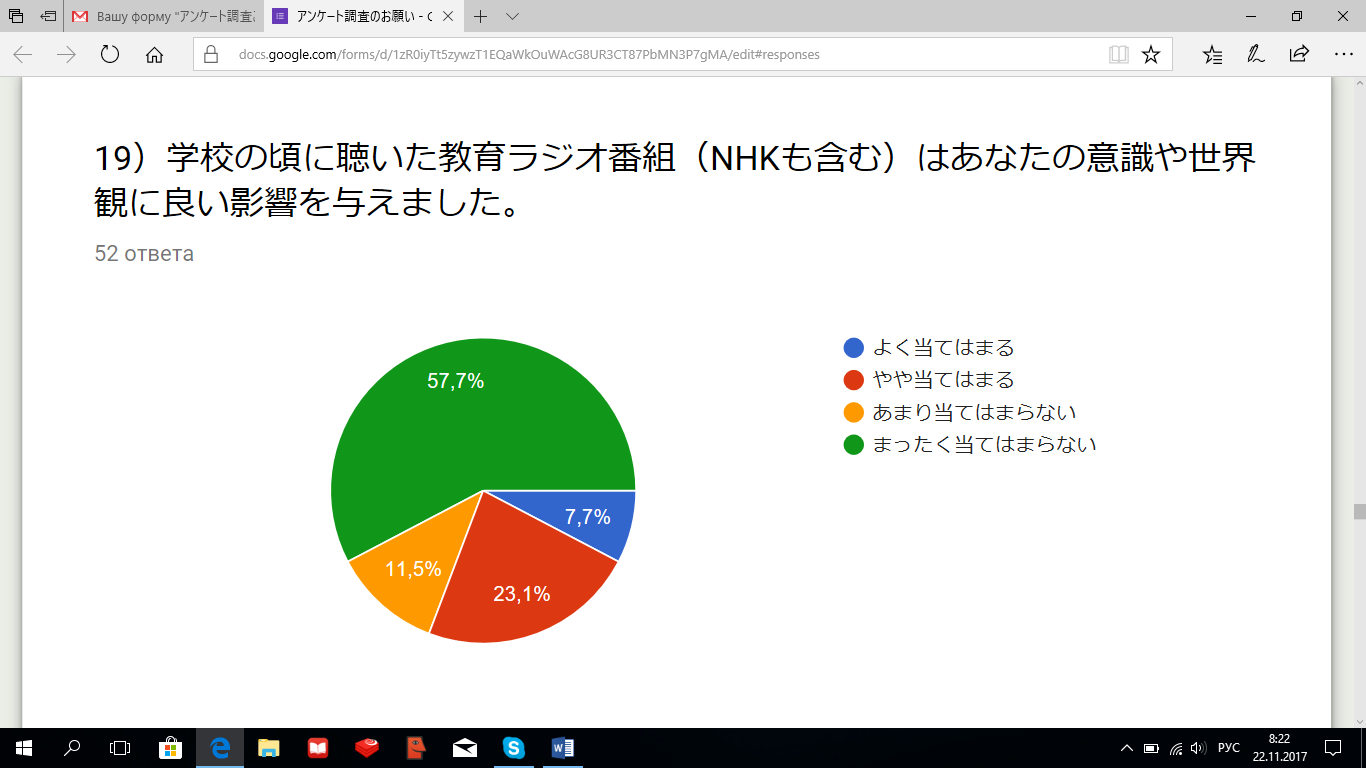 Вашу форму "アンケート調査
アンケート調査のお願い - G
docs.google.com/forms/d/1zR0iyTt5zywzT1EQaWkOuWAcG8UR3CT87PbMN3P7gMA/edit#responses
19）学校の頃に聴いた教育ラジオ番組（NHKも含む）はあなたの意識や世界
観に良い影響を与えました。
52 ответа
よく当てはまる
やや当てはまる
あまり当てはまらない
まったく当てはまらない
57,7%
7,7%
11,5%
23,1%
РУС
8:22
22.11.2017